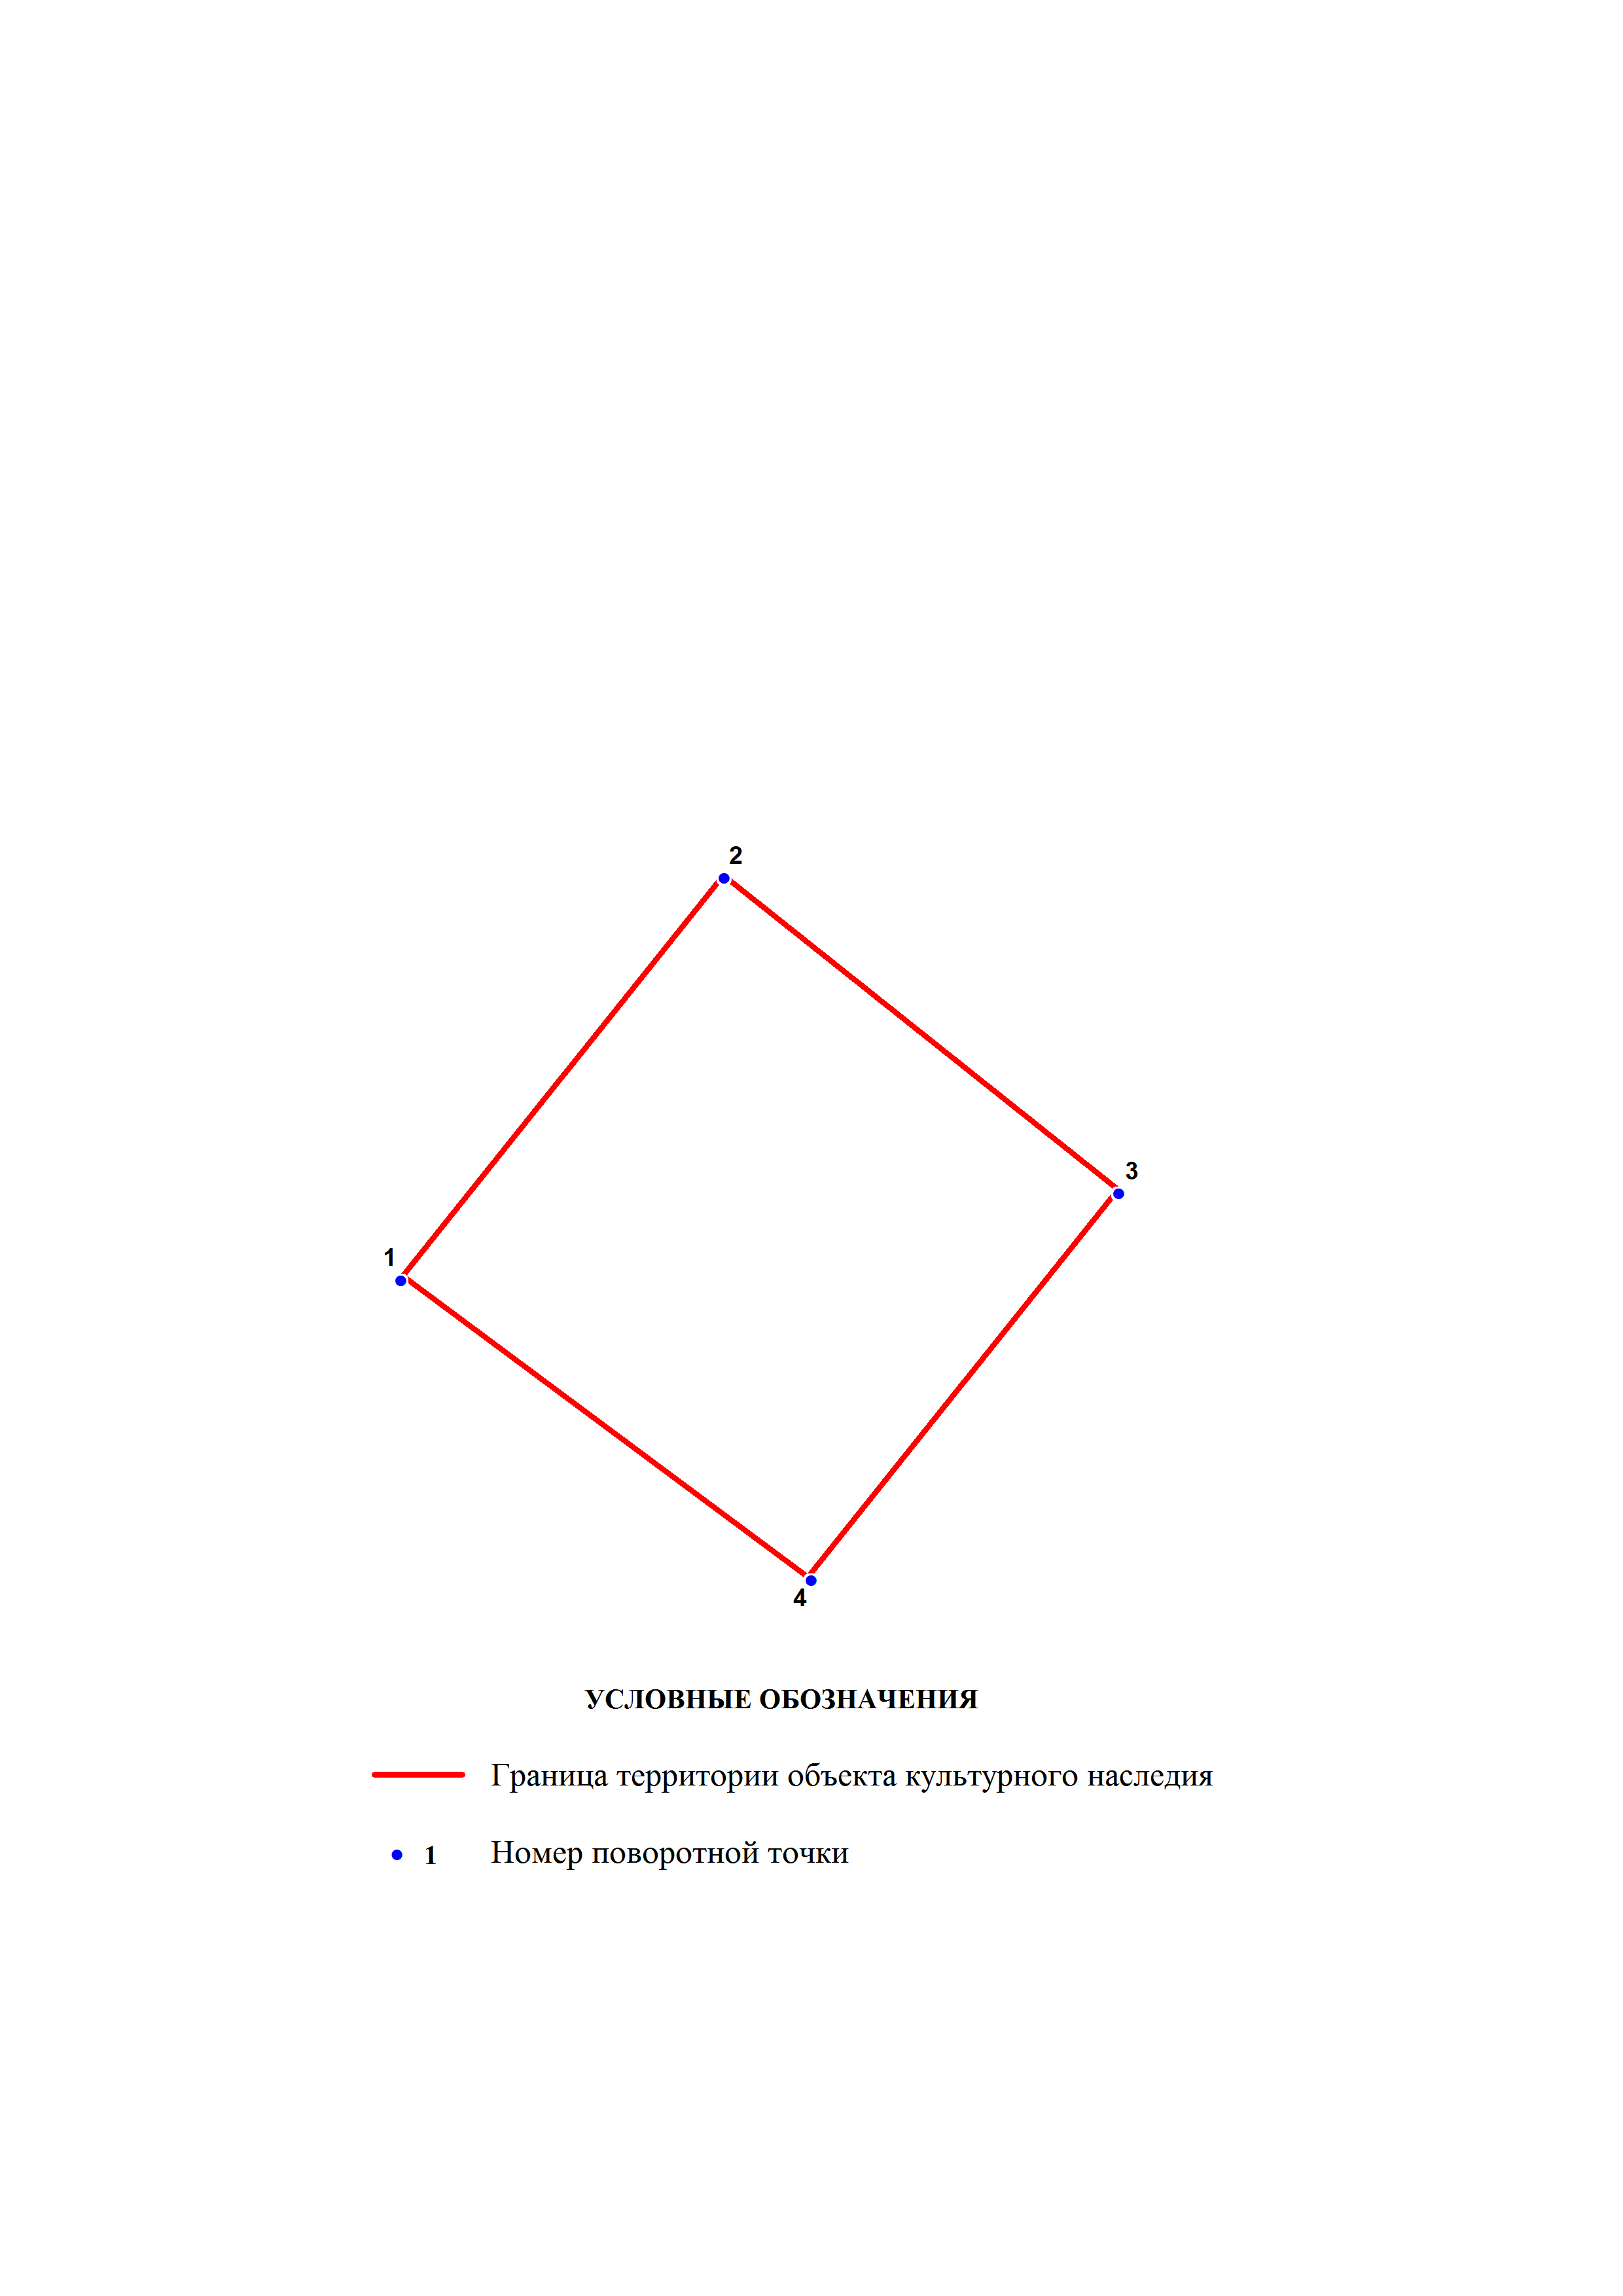 2
3
1
4
УСЛОВНЫЕ ОБОЗНАЧЕНИЯ
Граница территории объекта культурного наследия
1 Номер поворотной точки